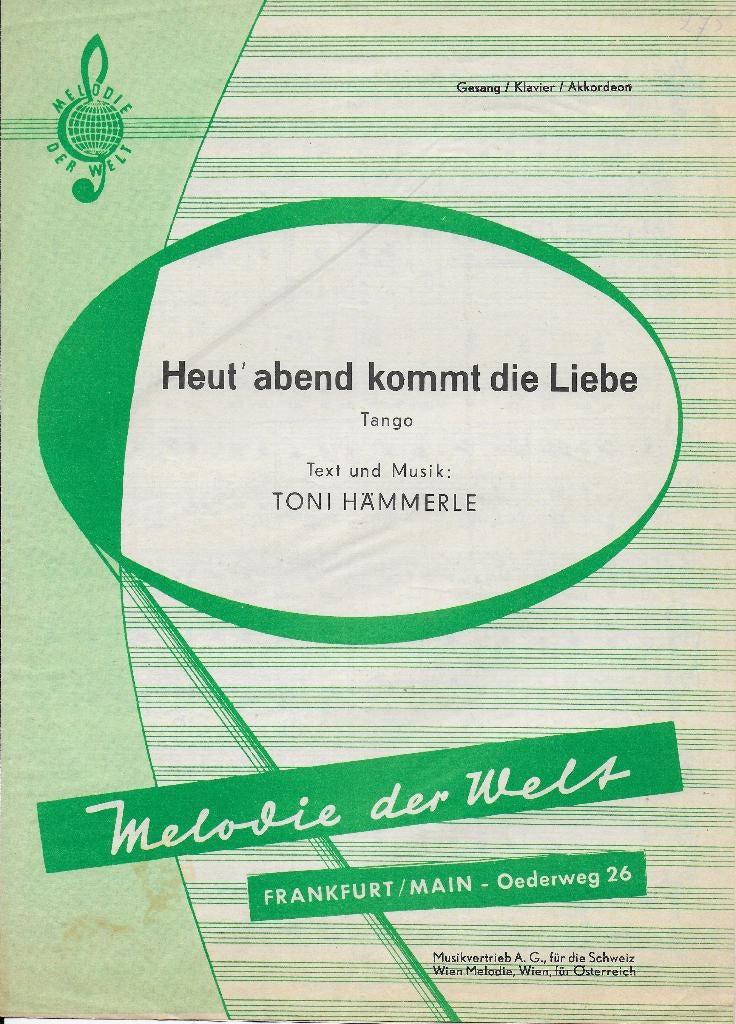 MELODIE
DER WELT
Gesang / Klavier / Akkordeon
Heut' abend kommt die Liebe
Tango
Text und Musik:
TONI HÄMMERLE
Melodie der Welt
FRANKFURT/MAIN - Oederweg 26
Musikvertrieb A. G., für die Schweiz
Wien Melodie, Wien, für Österreich